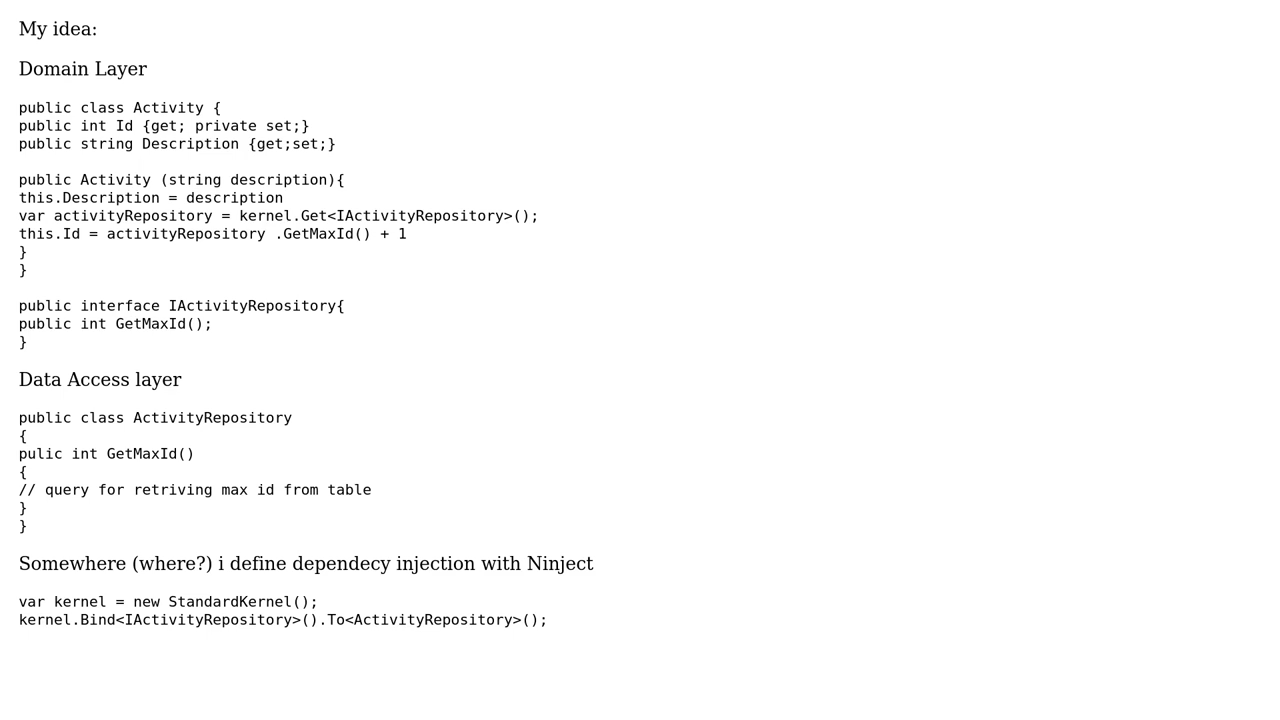 My idea:
Domain Layer
public class Activity {
public int Id {get; private set;}
public string Description {get;set;}
public Activity (string description){
this.Description = description
var activityRepository = kernel.Get<IActivityRepository>();
this.Id = activityRepository .GetMaxId() + 1
}
}
public interface IActivityRepository{
public int GetMaxId();
}
Data Access layer
public class ActivityRepository
{
pulic int GetMaxId()
{
// query for retriving max id from table
}
}
Somewhere (where?) i define dependecy injection with Ninject
var kernel = new StandardKernel();
kernel.Bind<IActivityRepository>().To<ActivityRepository>();